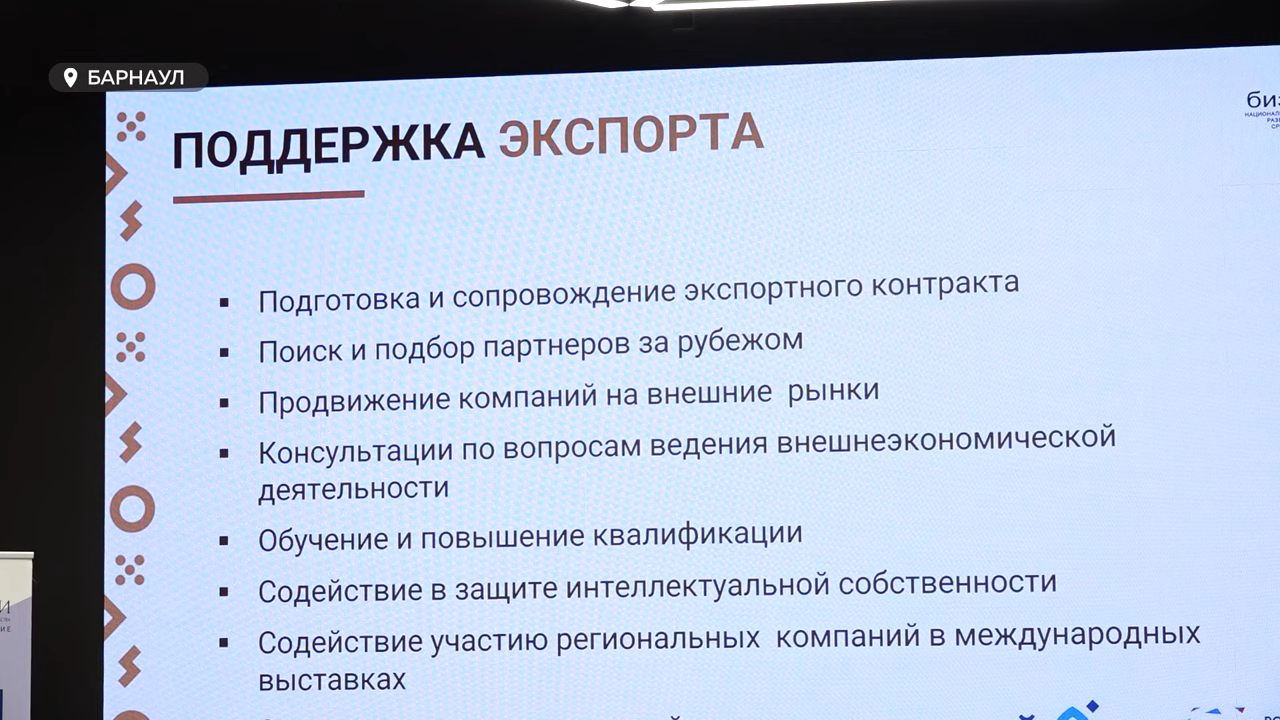 БАРНАУЛ
ПОДДЕРЖКА ЭКСПОРТА
▪ Подготовка и сопровождение экспортного контракта
▪ Поиск и подбор партнеров за рубежом
▪ Продвижение компаний на внешние рынки
▪ Консультации по вопросам ведения внешнеэкономической
деятельности
▪ Обучение и повышение квалификации
▪ Содействие в защите интеллектуальной собственности
▪ Содействие участию региональных компаний в международных
выставках